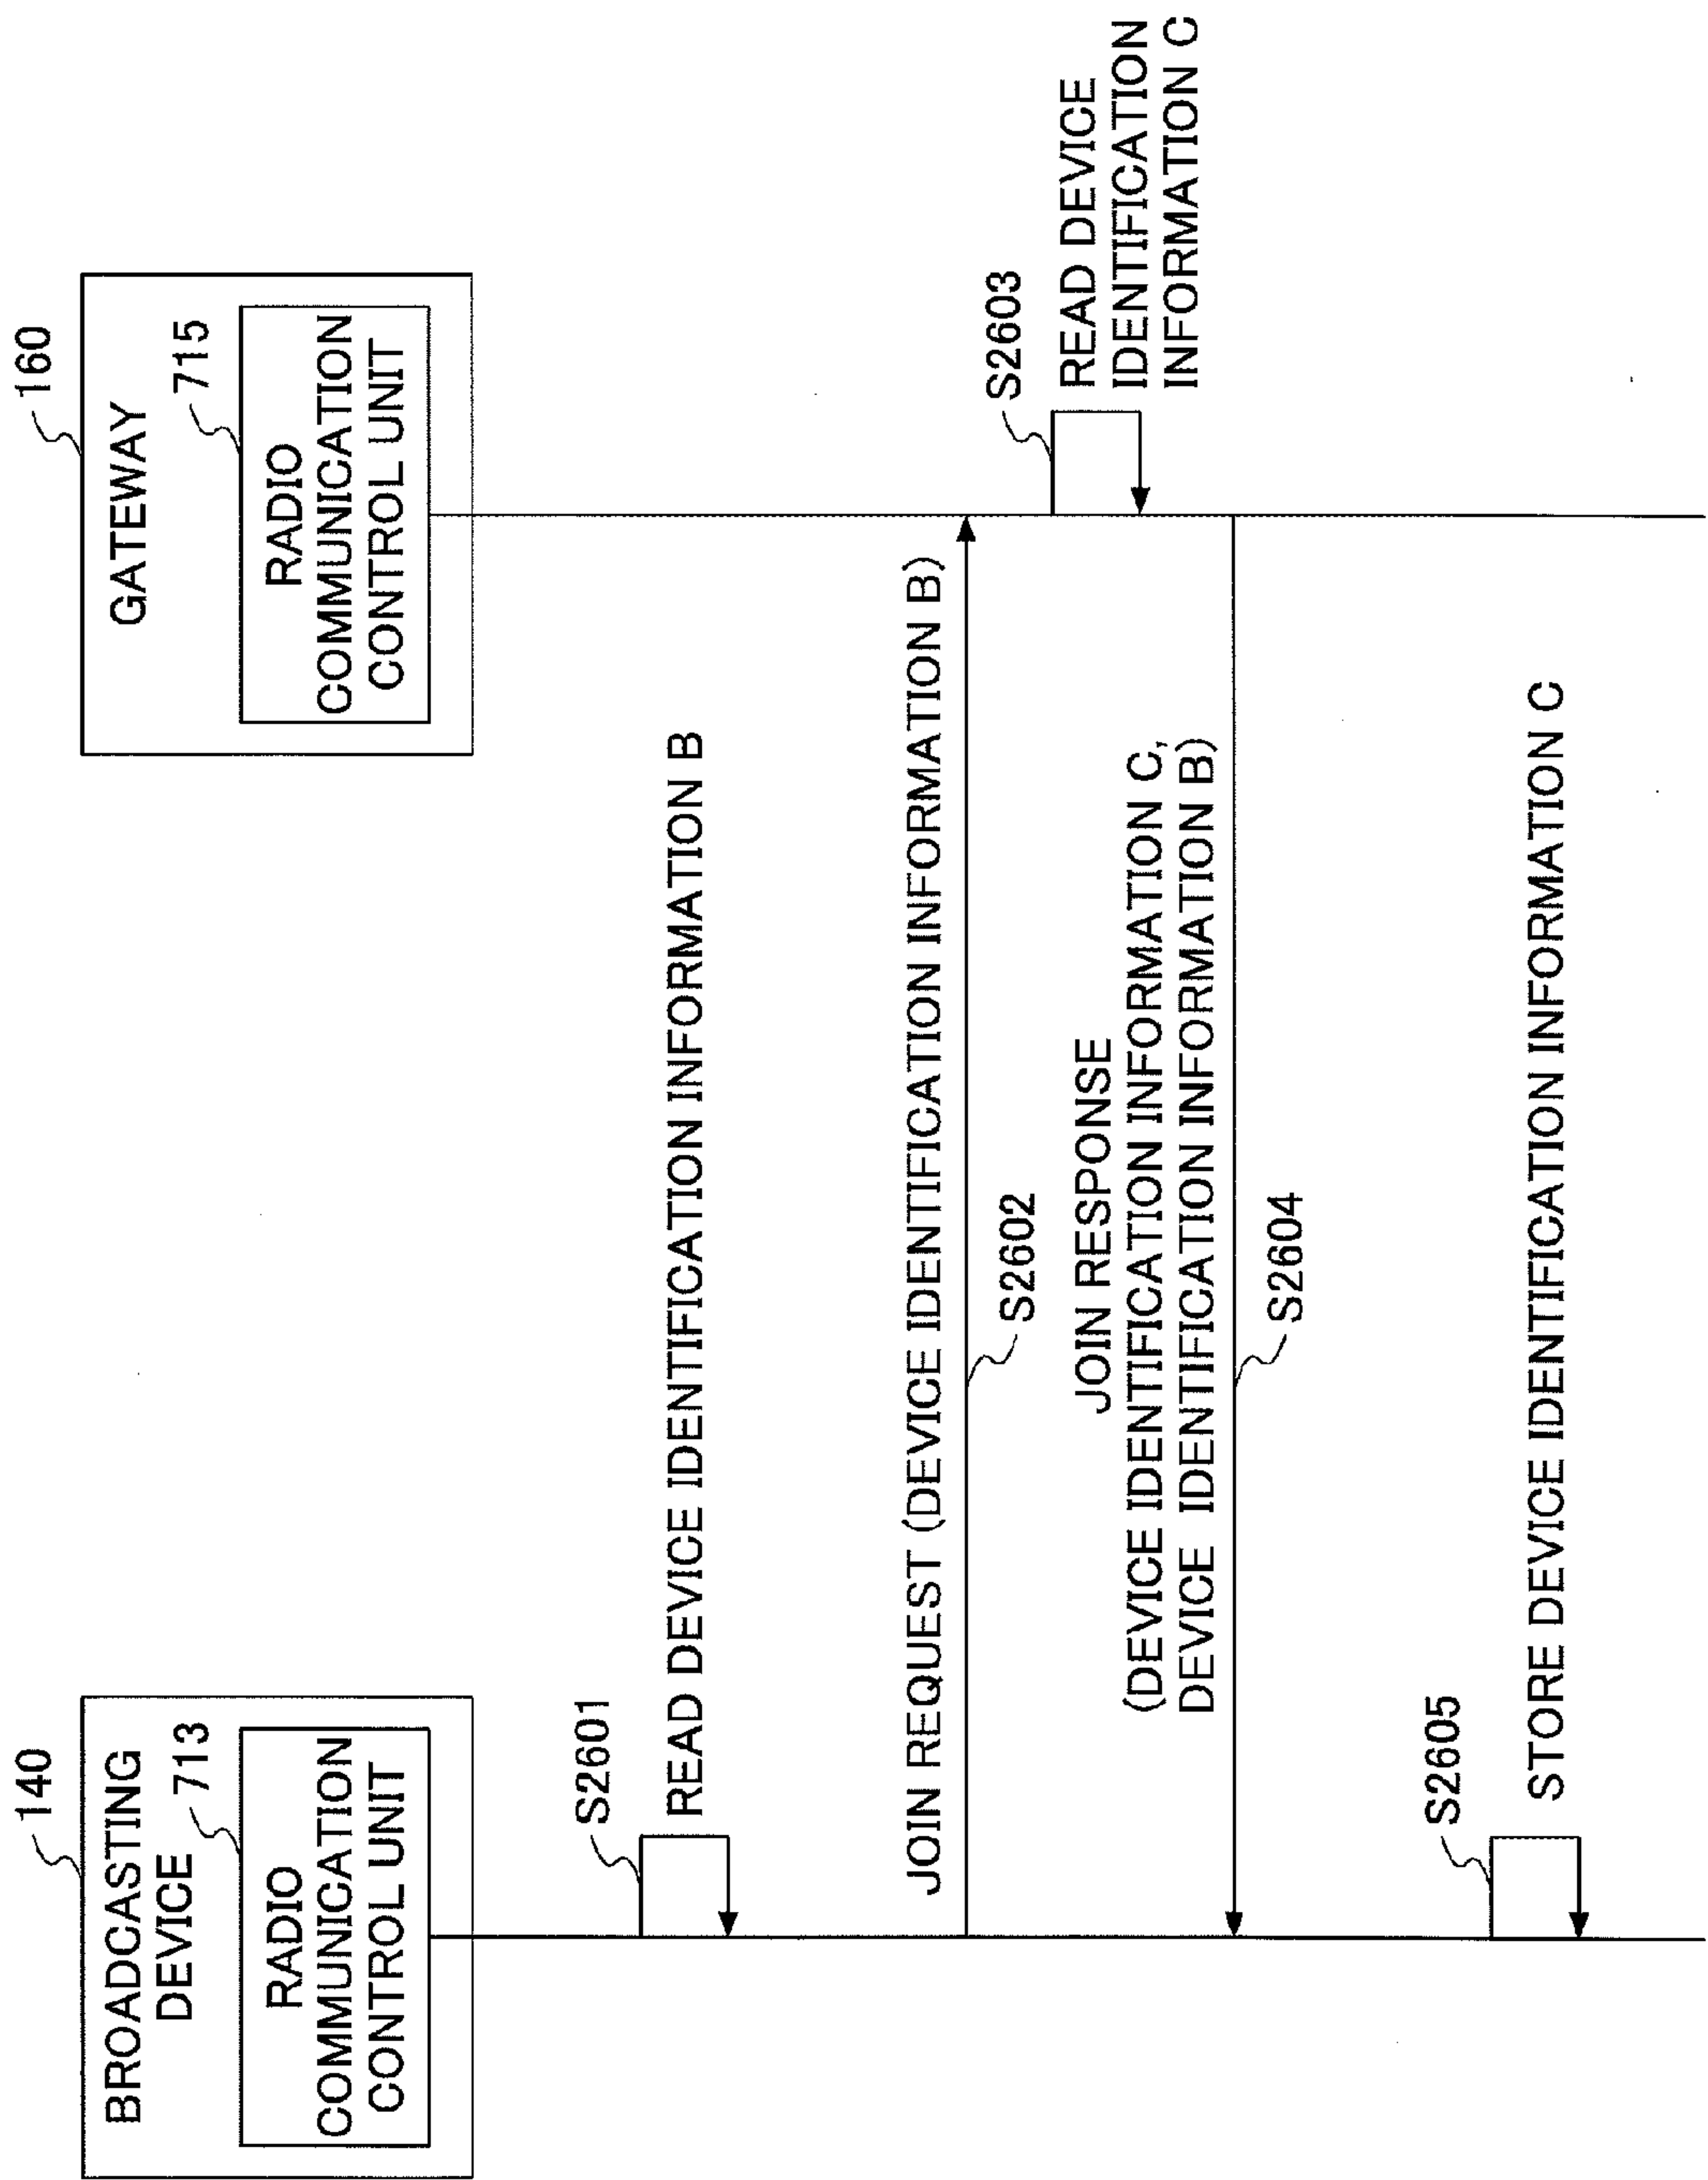 140
BROADCASTING
DEVICE
713
RADIO
COMMUNICATION
CONTROL UNIT
160
GATEWAY
715
RADIO
COMMUNICATION
CONTROL UNIT
S2601
READ DEVICE IDENTIFICATION INFORMATION B
JOIN REQUEST (DEVICE IDENTIFICATION INFORMATION B)
S2602
S2603
READ DEVICE
IDENTIFICATION
INFORMATION C
JOIN RESPONSE
(DEVICE IDENTIFICATION INFORMATION C,
DEVICE IDENTIFICATION INFORMATION B)
S2604
S2605
STORE DEVICE IDENTIFICATION INFORMATION C